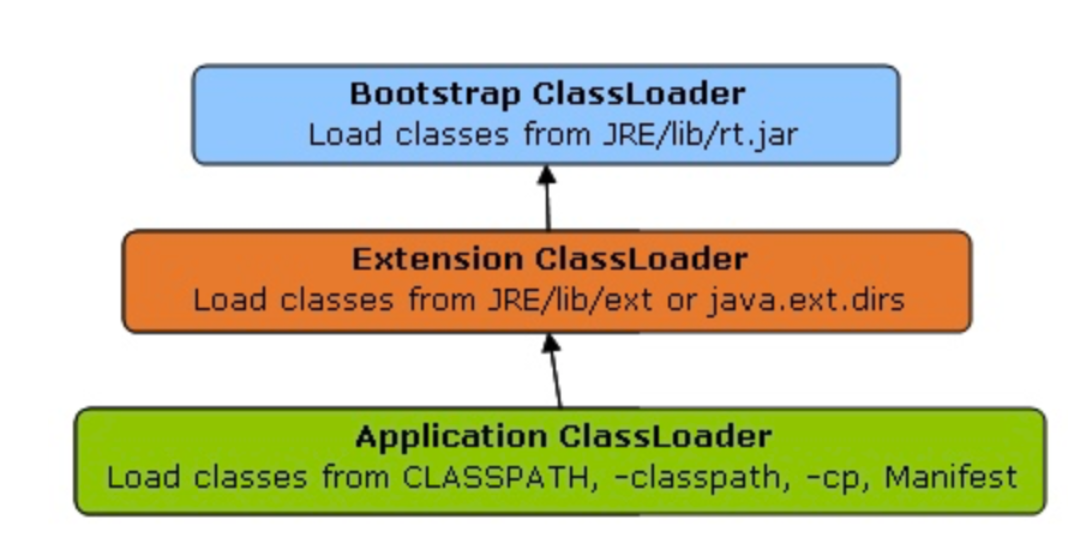 Bootstrap ClassLoader
Load classes from JRE/lib/rt.jar
Extension ClassLoader
Load classes from JRE/lib/ext or java.ext.dirs
Application ClassLoader
Load classes from CLASSPATH, -classpath, -cp, Manifest